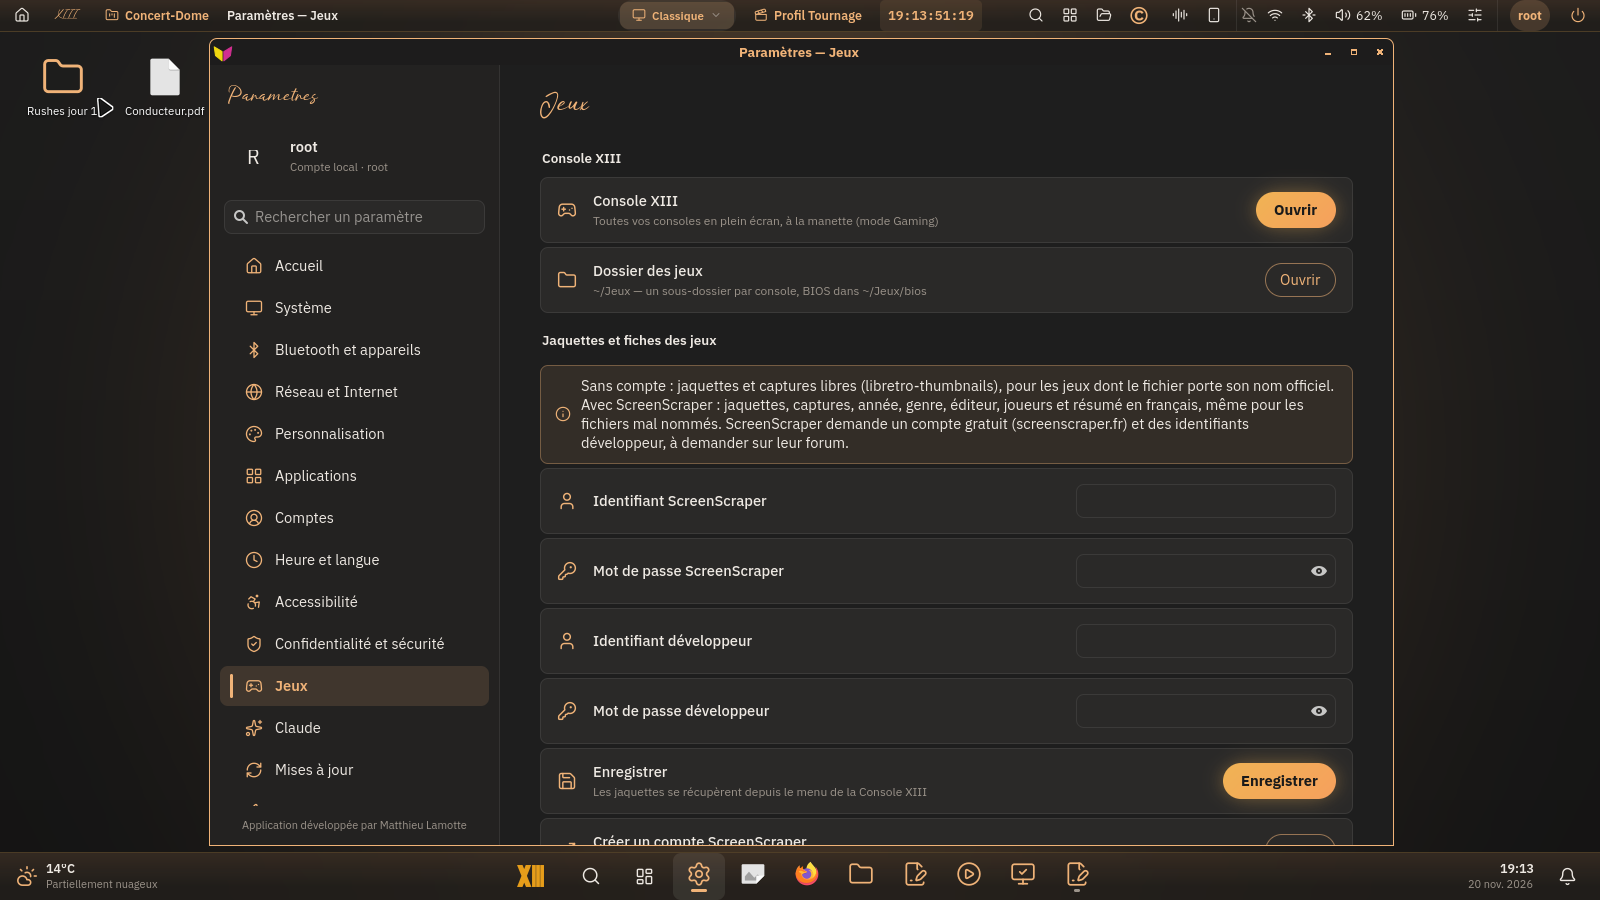 XIII
Concert-Dome
Paramètres — Jeux
Classique
Profil Tournage
19:13:51:19
62%
76%
root
Rushes jour 1
Conducteur.pdf
Paramètres — Jeux
Parametres
R
root
Compte local · root
Rechercher un paramètre
Accueil
Système
Bluetooth et appareils
Réseau et Internet
Personnalisation
Applications
Comptes
Heure et langue
Accessibilité
Confidentialité et sécurité
Jeux
Claude
Mises à jour
Application développée par Matthieu Lamotte
Jeux
Console XIII
Console XIII
Toutes vos consoles en plein écran, à la manette (mode Gaming)
Ouvrir
Dossier des jeux
~/Jeux — un sous-dossier par console, BIOS dans ~/Jeux/bios
Ouvrir
Jaquettes et fiches des jeux
Sans compte : jaquettes et captures libres (libretro-thumbnails), pour les jeux dont le fichier porte son nom officiel.
Avec ScreenScraper : jaquettes, captures, année, genre, éditeur, joueurs et résumé en français, même pour les
fichiers mal nommés. ScreenScraper demande un compte gratuit (screenscraper.fr) et des identifiants
développeur, à demander sur leur forum.
Identifiant ScreenScraper
Mot de passe ScreenScraper
Identifiant développeur
Mot de passe développeur
Enregistrer
Les jaquettes se récupèrent depuis le menu de la Console XIII
Enregistrer
Créer un compte ScreenScraper
14°C
Partiellement nuageux
XIII
19:13
20 nov. 2026